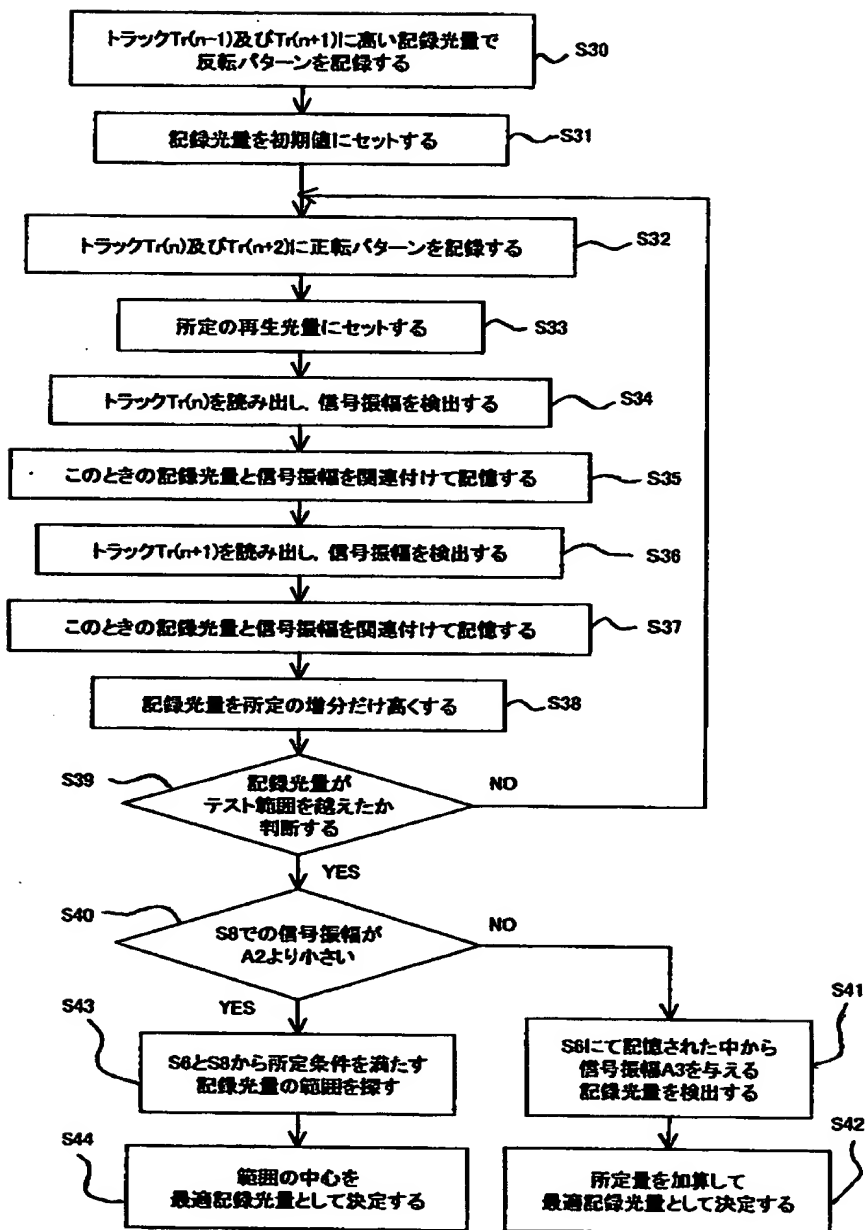 トラックTr(n-1)及びTr(n+1)に高い記録光量で
反転パターンを記録する
S30
記録光量を初期値にセットする
S31
トラックTr(n)及びTr(n+2)に正転パターンを記録する
S32
所定の再生光量にセットする
S33
トラックTr(n)を読み出し、信号振幅を検出する
S34
このときの記録光量と信号振幅を関連付けて記憶する
S35
トラックTr(n+1)を読み出し、信号振幅を検出する
S36
このときの記録光量と信号振幅を関連付けて記憶する
S37
記録光量を所定の増分だけ高くする
S38
S39
記録光量が
テスト範囲を越えたか
判断する
NO
YES
S40
S8での信号振幅が
A2より小さい
NO
YES
S43
S6とS8から所定条件を満たす
記録光量の範囲を探す
S41
S6にて記憶された中から
信号振幅A3を与える
記録光量を検出する
S44
範囲の中心を
最適記録光量として決定する
S42
所定量を加算して
最適記録光量として決定する